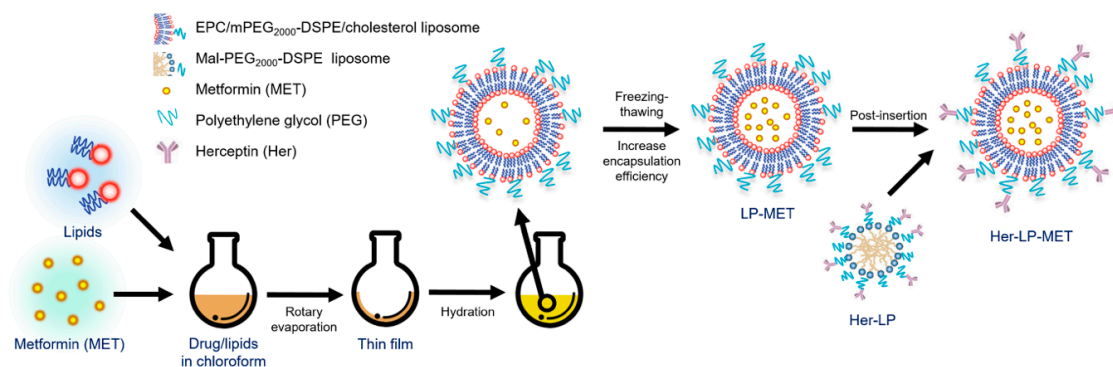 EPC/mPEG₂₀₀₀-DSPE/cholesterol liposome
Mal-PEG₂₀₀₀-DSPE liposome
Metformin (MET)
Polyethylene glycol (PEG)
Herceptin (Her)
Lipids
Metformin (MET)
Drug/lipids
in chloroform
Rotary
evaporation
Thin film
Hydration
Freezing-
thawing
Increase
encapsulation
efficiency
LP-MET
Post-insertion
Her-LP
Her-LP-MET